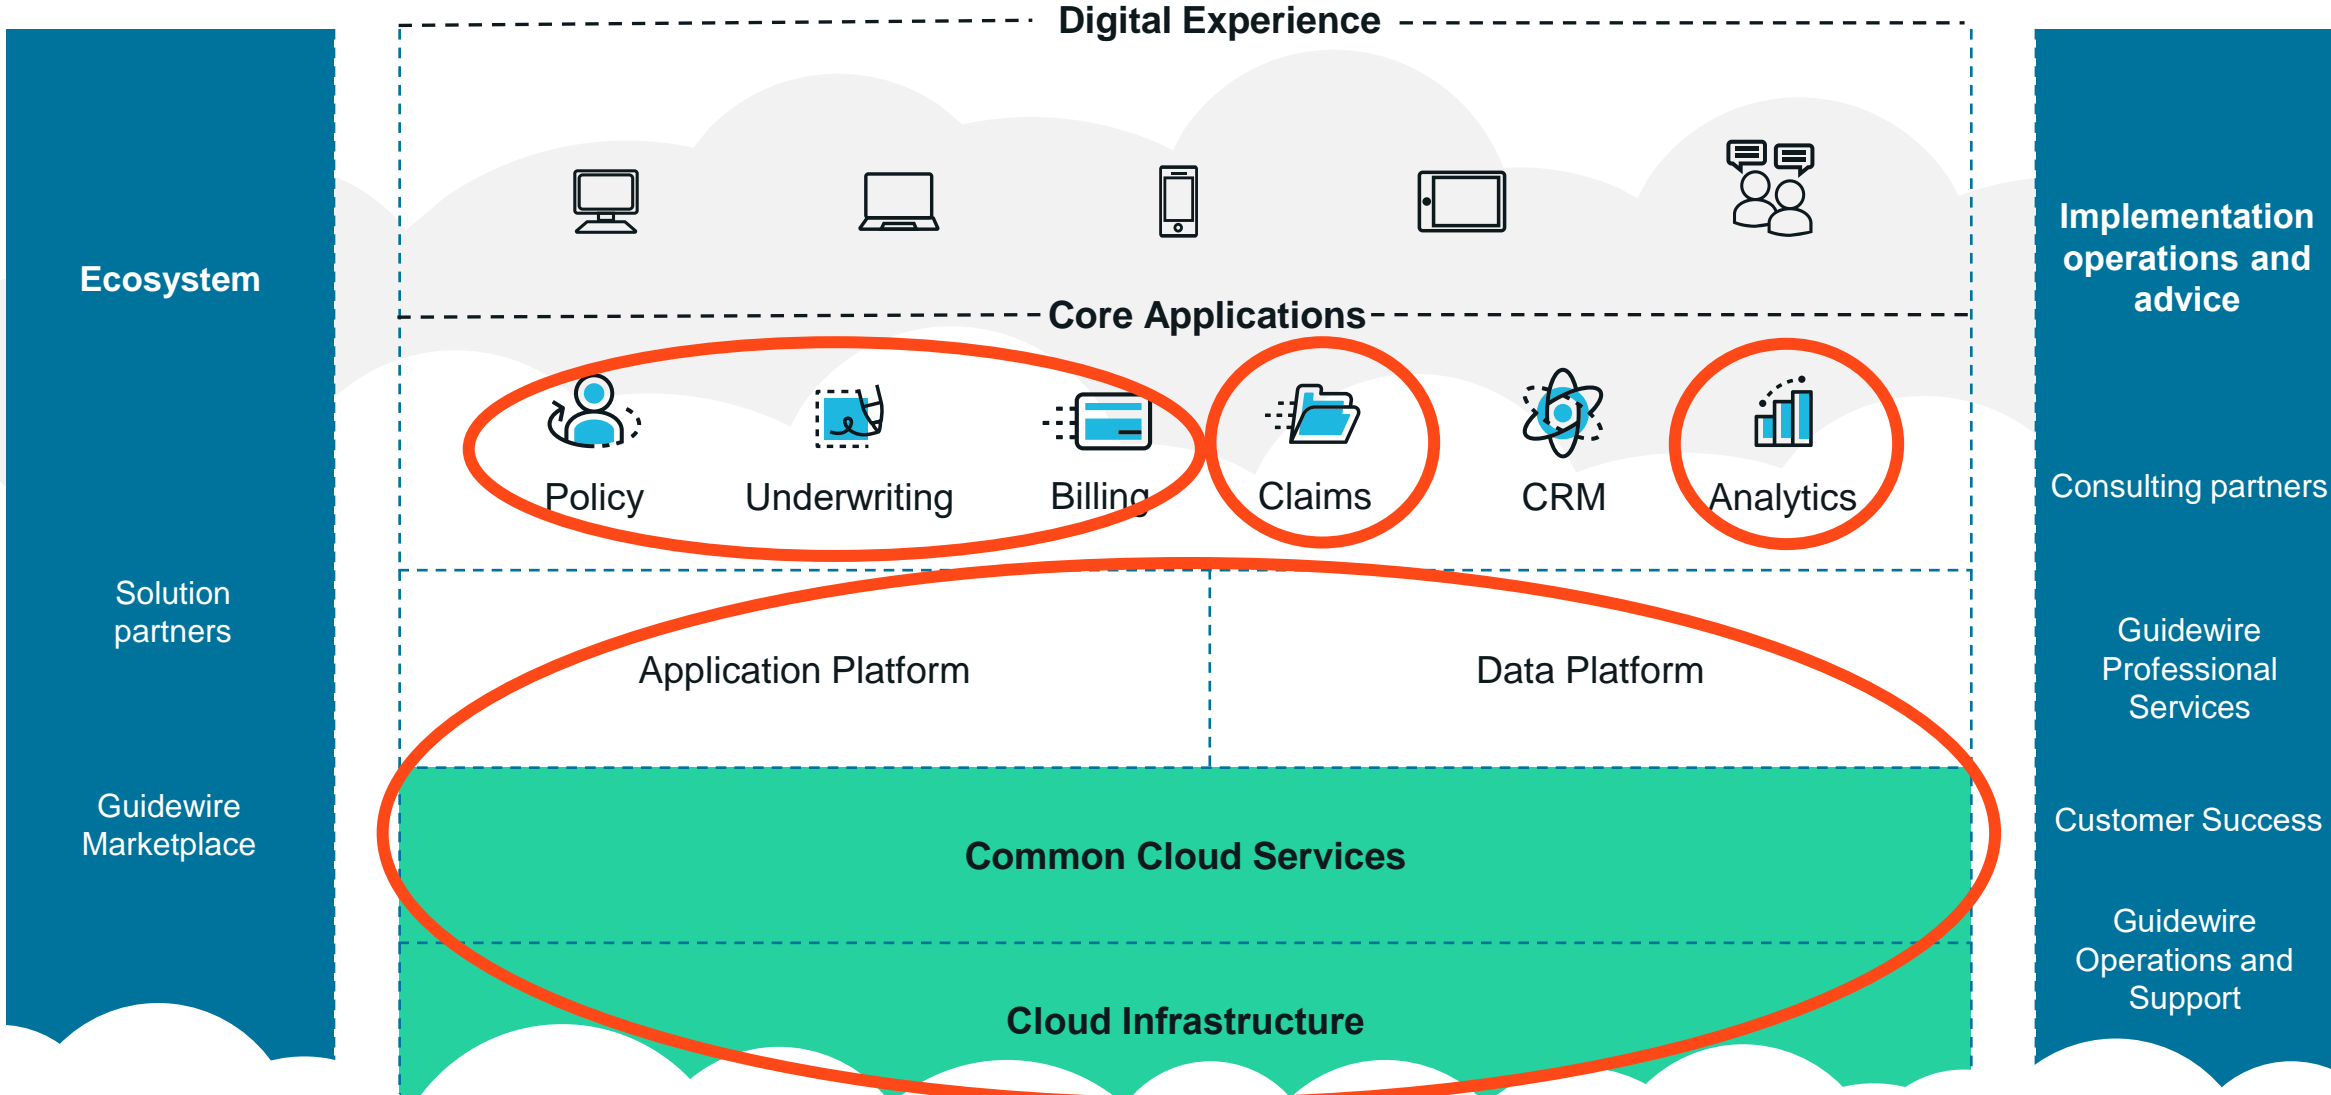 Digital Experience
Ecosystem
Solution
partners
Guidewire
Marketplace
Core Applications
Policy
Underwriting
Billing
Claims
CRM
Analytics
Application Platform
Data Platform
Common Cloud Services
Cloud Infrastructure
Implementation
operations and
advice
Consulting partners
Guidewire
Professional
Services
Customer Success
Guidewire
Operations and
Support